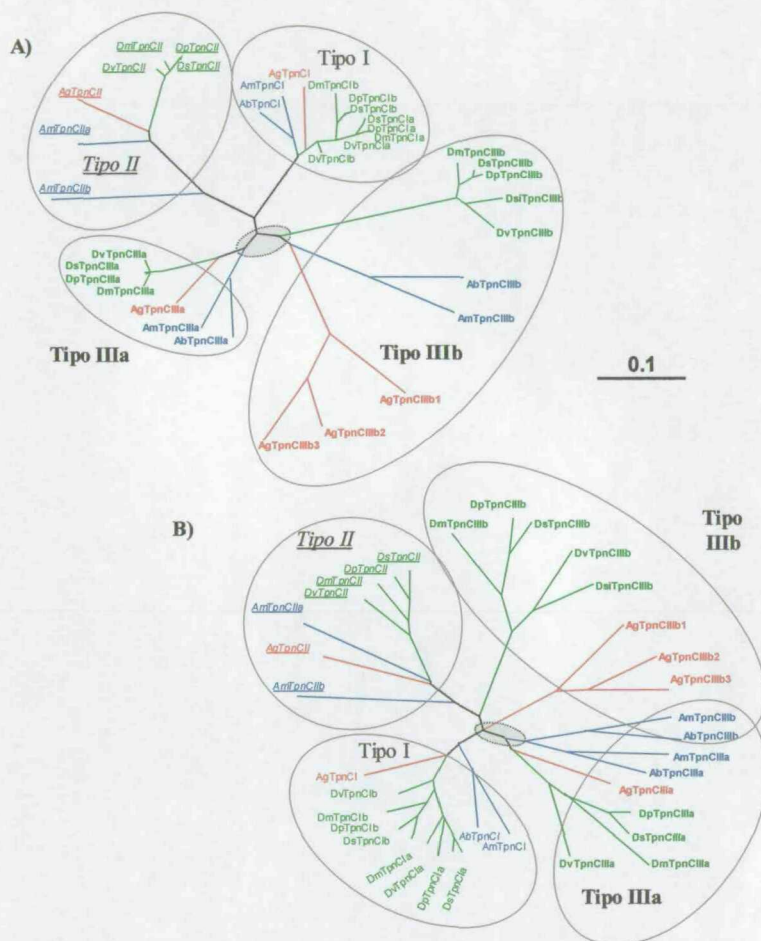 A)
DmTpnCII
DpTpnCII
DvTpnCII
DsTpnCII
AgTpnCII
AmTpnCIIa
Tipo II
AmTpnCIIb
Tipo I
AgTpnCI
AmTpnCI
DmTpnCIb
AbTpnCI
DpTpnCIb
DsTpnCIb
DsTpnCIa
DpTpnCIa
DmTpnCIa
DvTpnCIa
DvTpnCIb
DmTpnCIIIb
DsTpnCIIIb
DpTpnCIIIb
DsiTpnCIIIb
DvTpnCIIIb
AbTpnCIIIb
AmTpnCIIIb
Tipo IIIb
AgTpnCIIIb1
AgTpnCIIIb2
AgTpnCIIIb3
DvTpnCIIIa
DsTpnCIIIa
DpTpnCIIIa
DmTpnCIIIa
AgTpnCIIIa
AmTpnCIIIa
AbTpnCIIIa
Tipo IIIa
0.1
B)
Tipo II
DsTpnCII
DpTpnCII
DmTpnCII
DvTpnCII
AmTpnCIIa
AgTpnCII
AmTpnCIIb
DpTpnCIIIb
DmTpnCIIIb
DsTpnCIIIb
DvTpnCIIIb
DsiTpnCIIIb
Tipo
IIIb
AgTpnCIIIb1
AgTpnCIIIb2
AgTpnCIIIb3
AmTpnCIIIb
AbTpnCIIIb
AmTpnCIIIa
AbTpnCIIIa
AgTpnCIIIa
DpTpnCIIIa
DsTpnCIIIa
DmTpnCIIIa
DvTpnCIIIa
Tipo IIIa
Tipo I
AgTpnCI
DvTpnCIb
DmTpnCIb
DpTpnCIb
DsTpnCIb
DmTpnCIa
DvTpnCIa
DpTpnCIa
DsTpnCIa
AbTpnCI
AmTpnCI